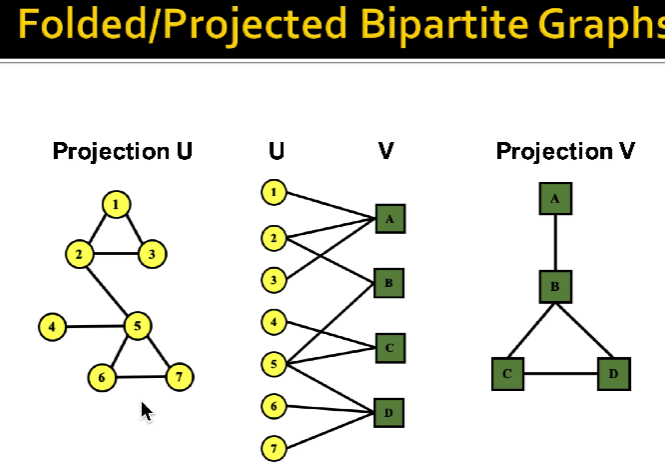 Folded/Projected Bipartite Graphs
Projection U
U
V
Projection V
1
2
3
4
5
6
7
1
2
3
4
5
6
7
A
B
C
D
A
B
C
D